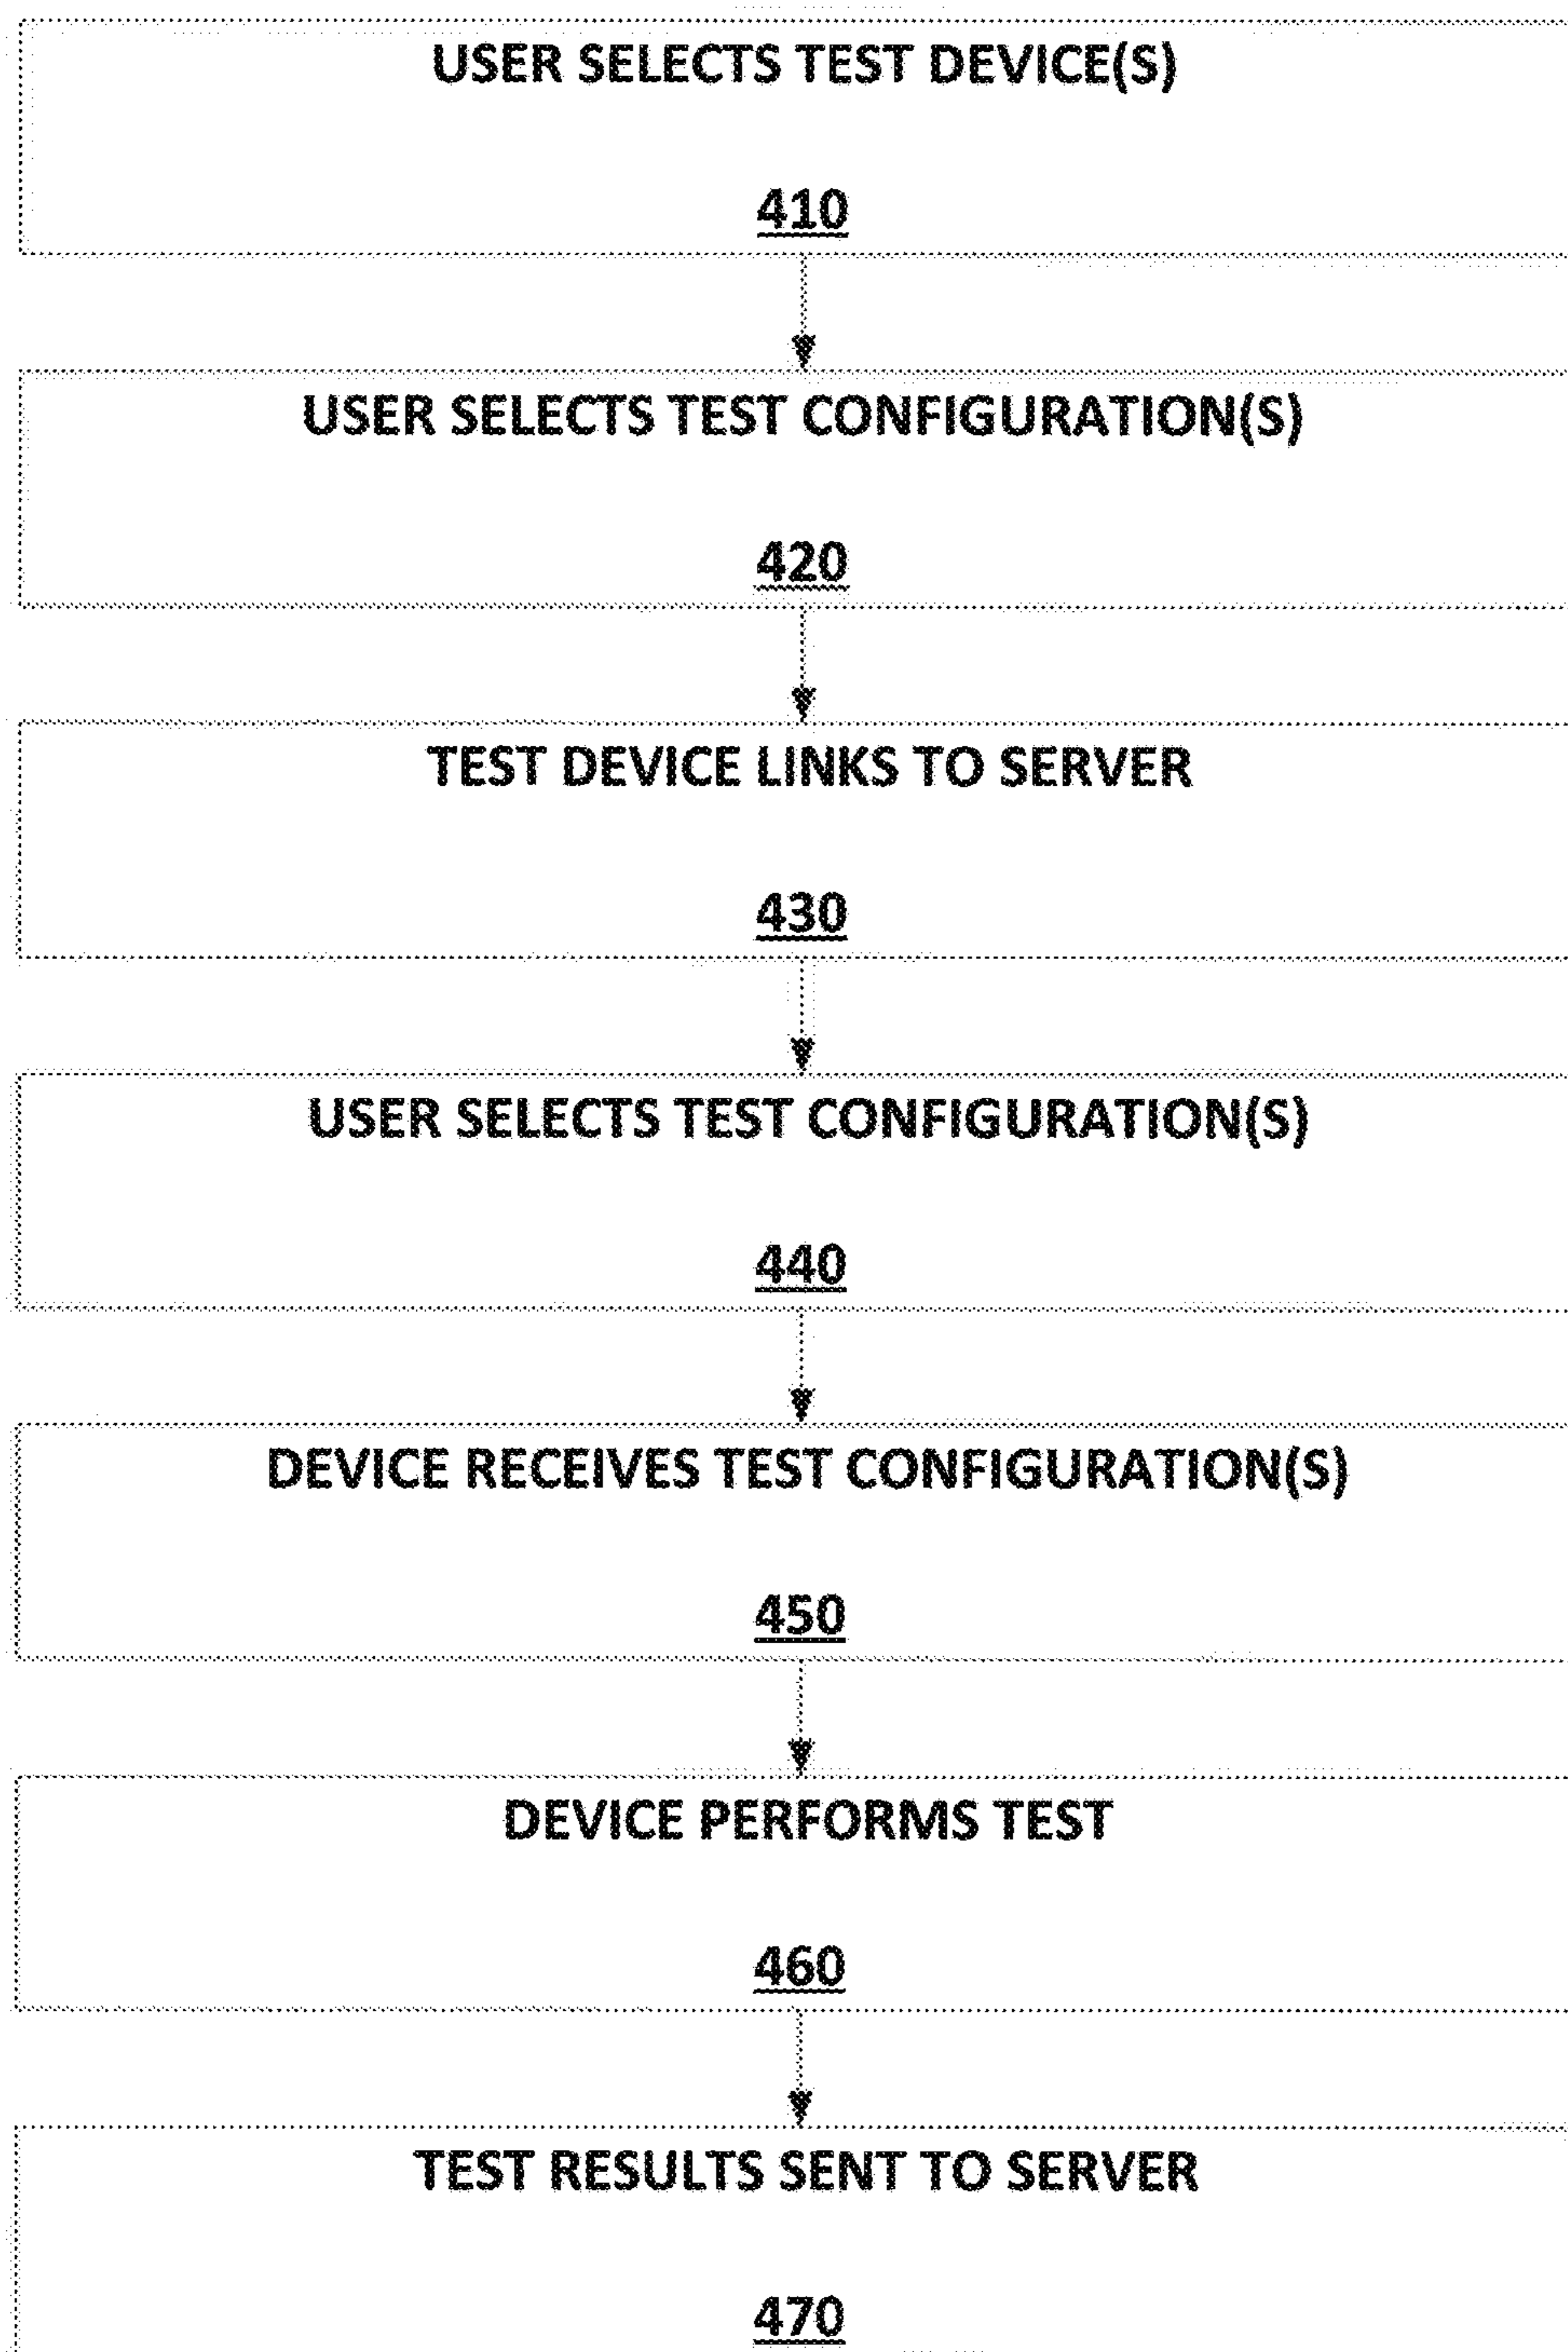 USER SELECTS TEST DEVICE(S)
410
USER SELECTS TEST CONFIGURATION(S)
420
TEST DEVICE LINKS TO SERVER
430
USER SELECTS TEST CONFIGURATION(S)
440
DEVICE RECEIVES TEST CONFIGURATION(S)
450
DEVICE PERFORMS TEST
460
TEST RESULTS SENT TO SERVER
470